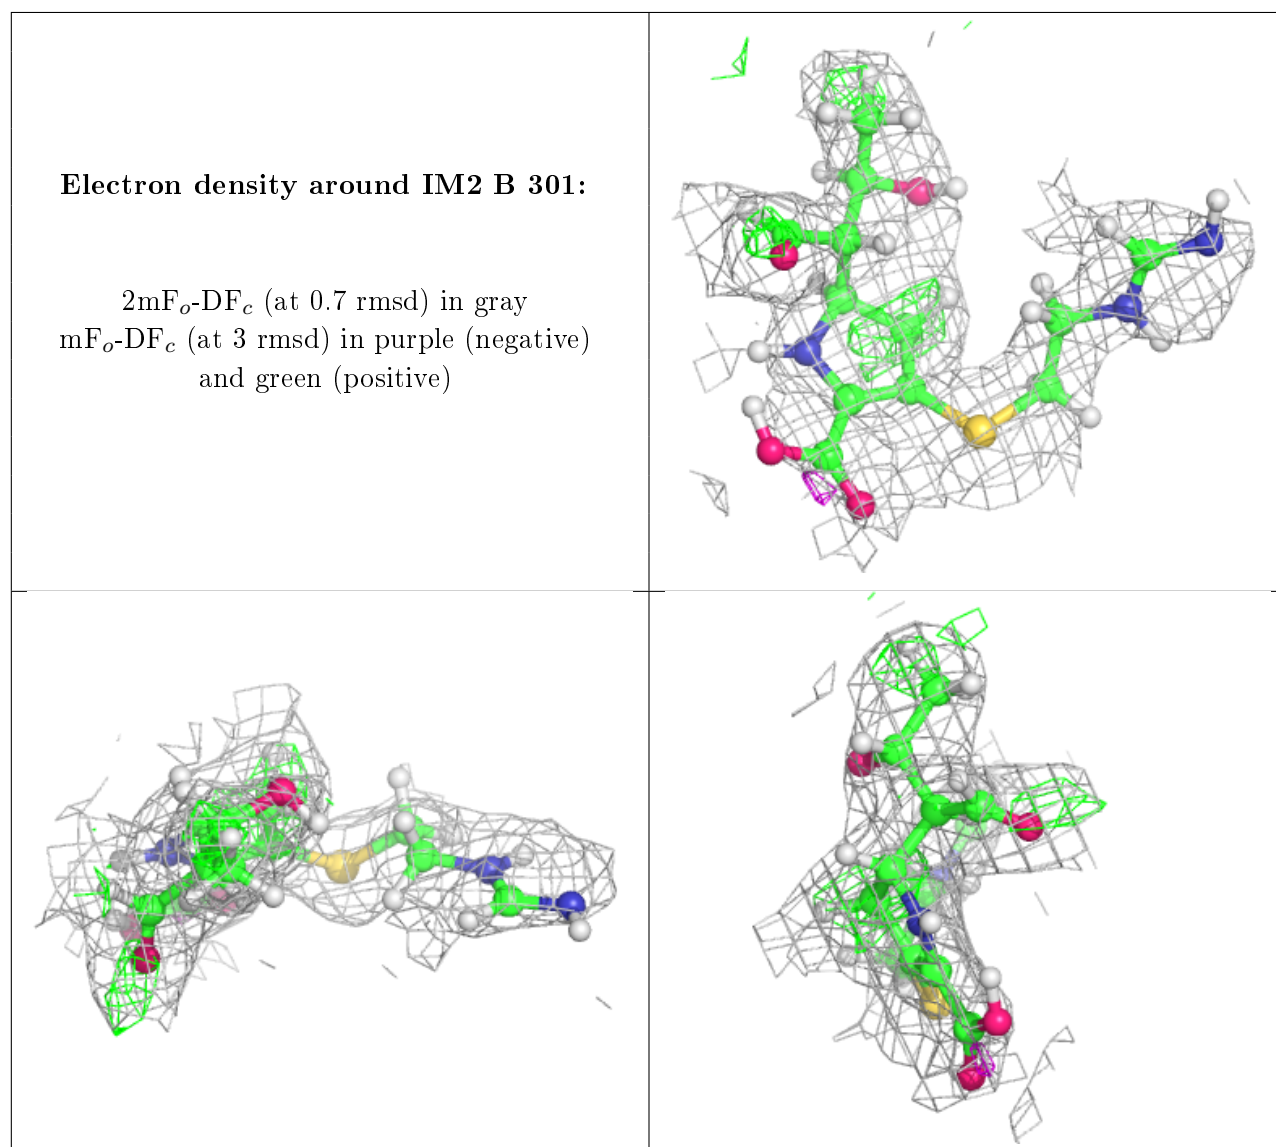 Electron density around IM2 B 301:
2mFo-DFc (at 0.7 rmsd) in gray
mFo-DFc (at 3 rmsd) in purple (negative)
and green (positive)